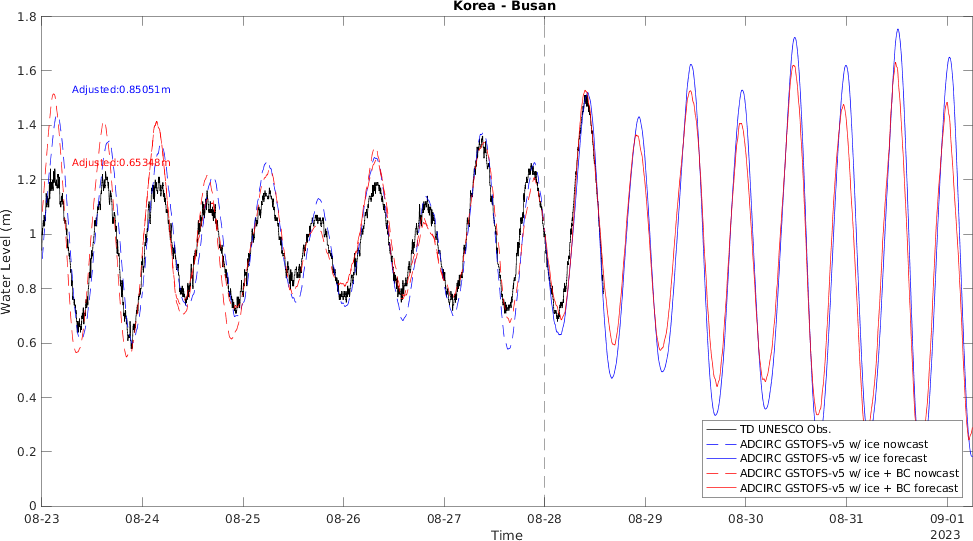 Korea - Busan
1.8
1.6
1.4
1.2
1
0.8
0.6
0.4
0.2
0
Water Level (m)
Adjusted:0.85051m
Adjusted:0.65348m
TD UNESCO Obs.
ADCIRC GSTOFS-v5 w/ ice nowcast
ADCIRC GSTOFS-v5 w/ ice forecast
ADCIRC GSTOFS-v5 w/ ice + BC nowcast
ADCIRC GSTOFS-v5 w/ ice + BC forecast
08-23 08-24 08-25 08-26 08-27 08-28 08-29 08-30 08-31 09-01
2023
Time